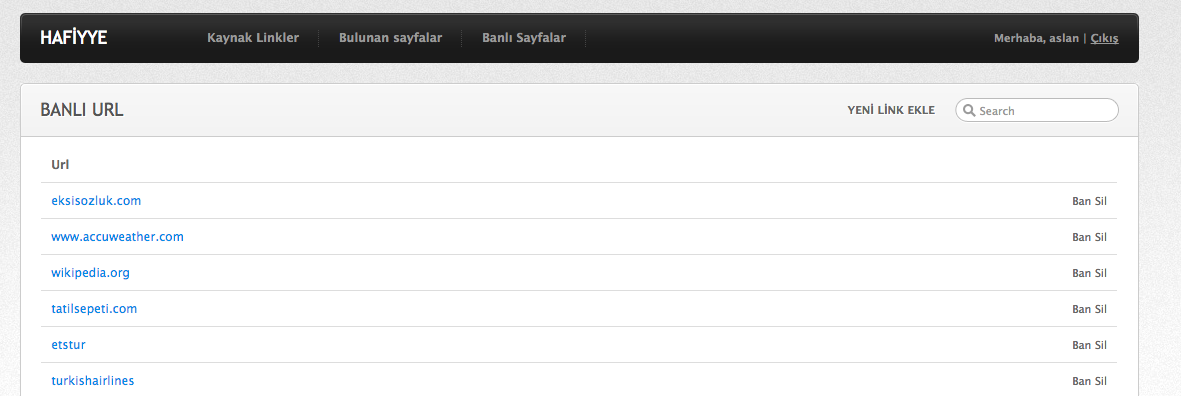 HAFİYYE Kaynak Linkler Bulunan sayfalar Banlı Sayfalar Merhaba, aslan | Çıkış
BANLI URL YENİ LİNK EKLE Search
Url
eksisozluk.com Ban Sil
www.accuweather.com Ban Sil
wikipedia.org Ban Sil
tatilsepeti.com Ban Sil
etstur Ban Sil
turkishairlines Ban Sil